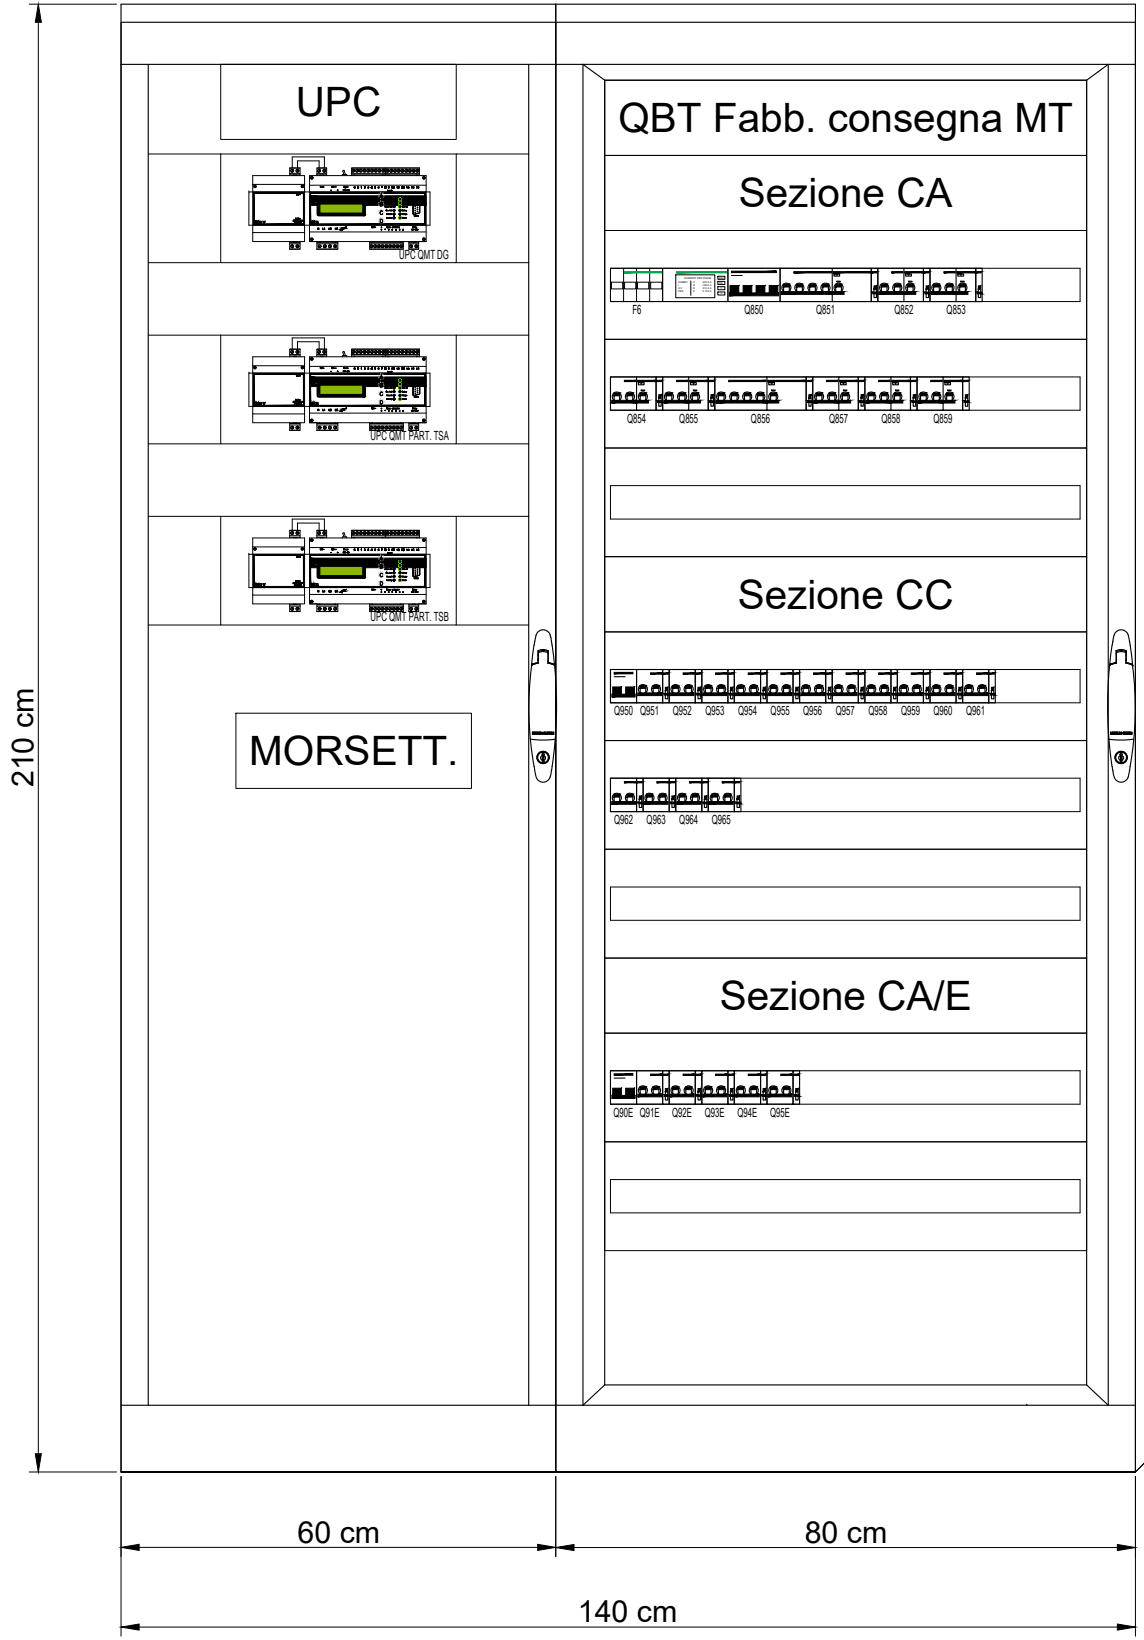 UPC
UPC QMT DG
UPC QMT PART. TSA
UPC QMT PART. TSB
MORSETT.
QBT Fabb. consegna MT
Sezione CA
F6 Q850 Q851 Q852 Q853
Q854 Q855 Q856 Q857 Q858 Q859
Sezione CC
Q950 Q951 Q952 Q953 Q954 Q955 Q956 Q957 Q958 Q959 Q960 Q961
Q962 Q963 Q964 Q965
Sezione CA/E
Q90E Q91E Q92E Q93E Q94E Q95E
210 cm
60 cm
80 cm
140 cm